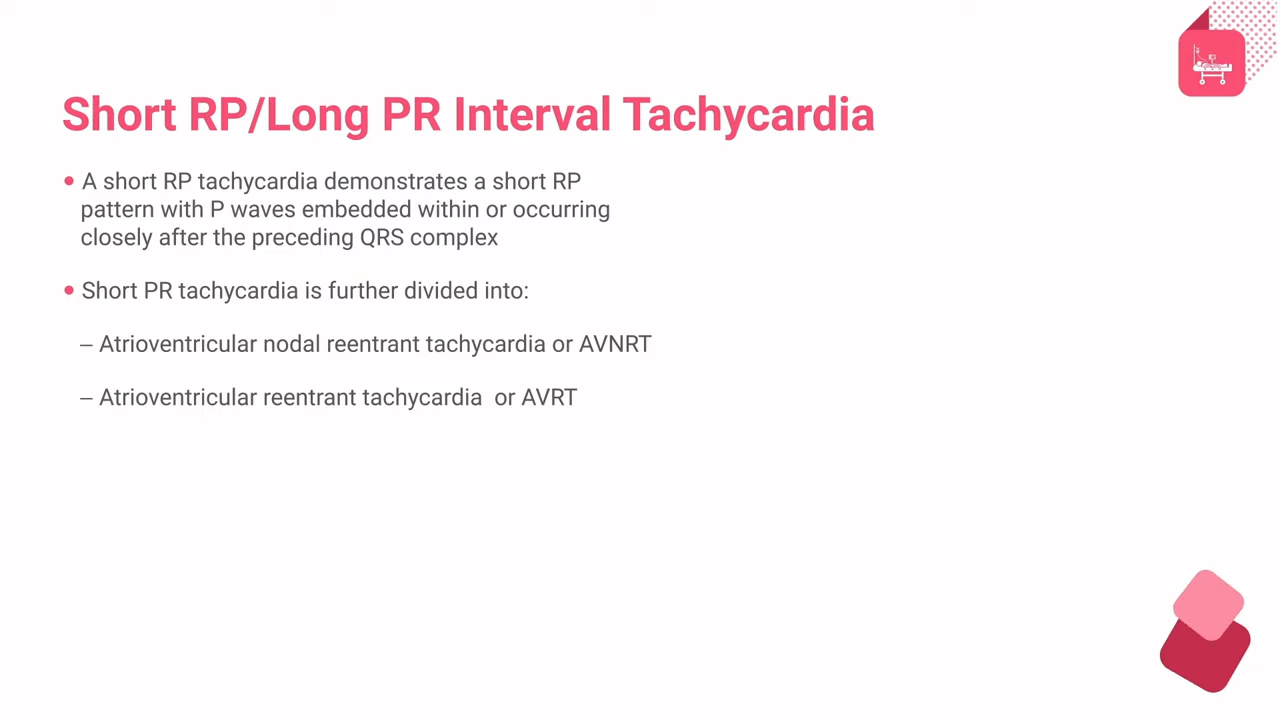 Short RP/Long PR Interval Tachycardia
• A short RP tachycardia demonstrates a short RP
pattern with P waves embedded within or occurring
closely after the preceding QRS complex
• Short PR tachycardia is further divided into:
– Atrioventricular nodal reentrant tachycardia or AVNRT
– Atrioventricular reentrant tachycardia  or AVRT